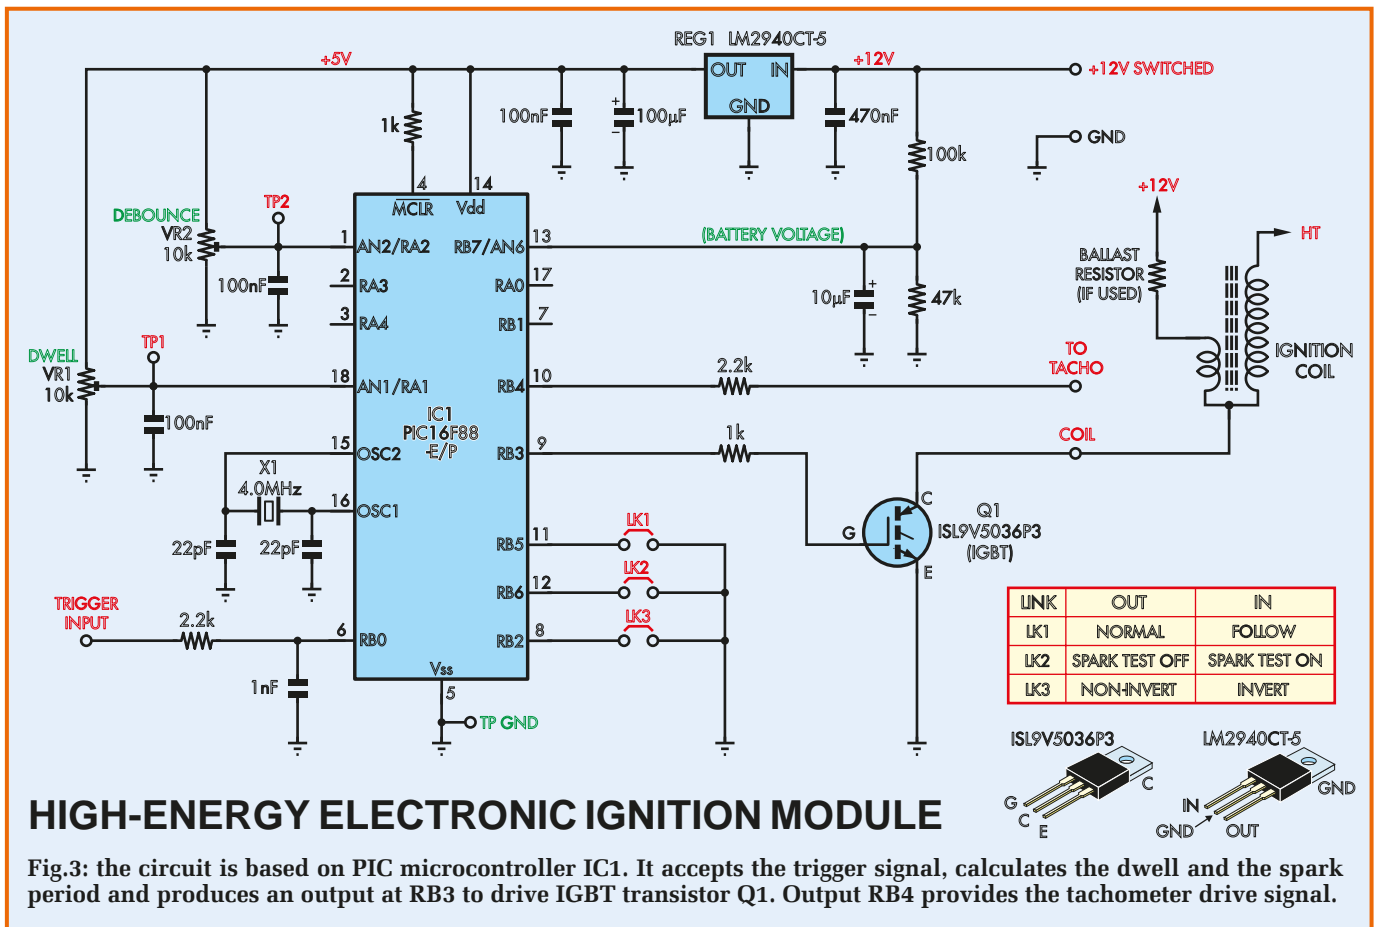 REG1 LM2940CT-5
+5V
OUT IN
GND
+12V
+12V SWITCHED
GND
1k
100nF
+
100µF
–
470nF
100k
4
14
MCLR
Vdd
DEBOUNCE
VR2
10k
TP2
100nF
1
AN2/RA2
2
RA3
3
RA4
RB7/AN6
13
(BATTERY VOLTAGE)
RA0
17
RB1
7
10µF
+
–
47k
+12V
BALLAST
RESISTOR
(IF USED)
HT
IGNITION
COIL
DWELL
VR1
10k
TP1
100nF
18
AN1/RA1
RB4
10
2.2k
TO
TACHO
IC1
PIC16F88
-E/P
15
OSC2
RB3
9
1k
COIL
X1
4.0MHz
16
OSC1
22pF
22pF
C
G
E
Q1
ISL9V5036P3
(IGBT)
RB5
11
LK1
RB6
12
LK2
RB2
8
LK3
TRIGGER
INPUT
2.2k
6
RB0
1nF
Vss
5
TP GND
LINK OUT IN
LK1 NORMAL FOLLOW
LK2 SPARK TEST OFF SPARK TEST ON
LK3 NON-INVERT INVERT
ISL9V5036P3
G
C
E
C
LM2940CT-5
IN
GND
OUT
GND
HIGH-ENERGY ELECTRONIC IGNITION MODULE
Fig.3: the circuit is based on PIC microcontroller IC1. It accepts the trigger signal, calculates the dwell and the spark
period and produces an output at RB3 to drive IGBT transistor Q1. Output RB4 provides the tachometer drive signal.